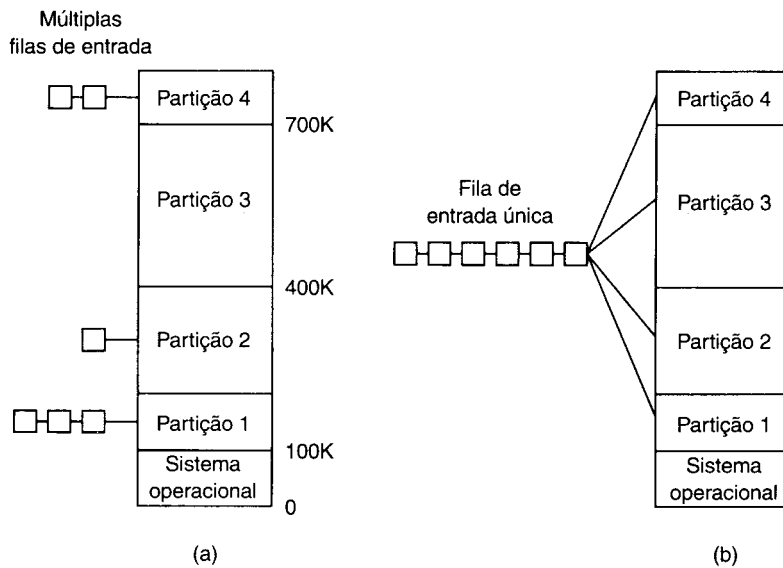 Múltiplas
filas de entrada
Partição 4
700K
Partição 3
400K
Partição 2
Partição 1
100K
Sistema
operacional
0
(a)
Fila de
entrada única
Partição 4
Partição 3
Partição 2
Partição 1
Sistema
operacional
(b)